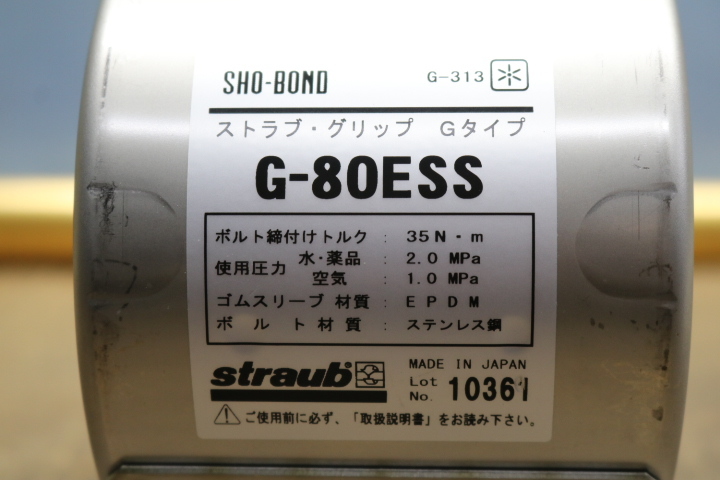 SHO-BOND G-313
ストラブ・グリップ Gタイプ
G-80ESS
ボルト締付けトルク : 35N・m
使用圧力 水・薬品 : 2.0 MPa
空気 : 1.0 MPa
ゴムスリーブ 材質 : EPDM
ボルト材質 : ステンレス鋼
straub MADE IN JAPAN
Lot No. 10361
ご使用前に必ず、「取扱説明書」をお読み下さい。